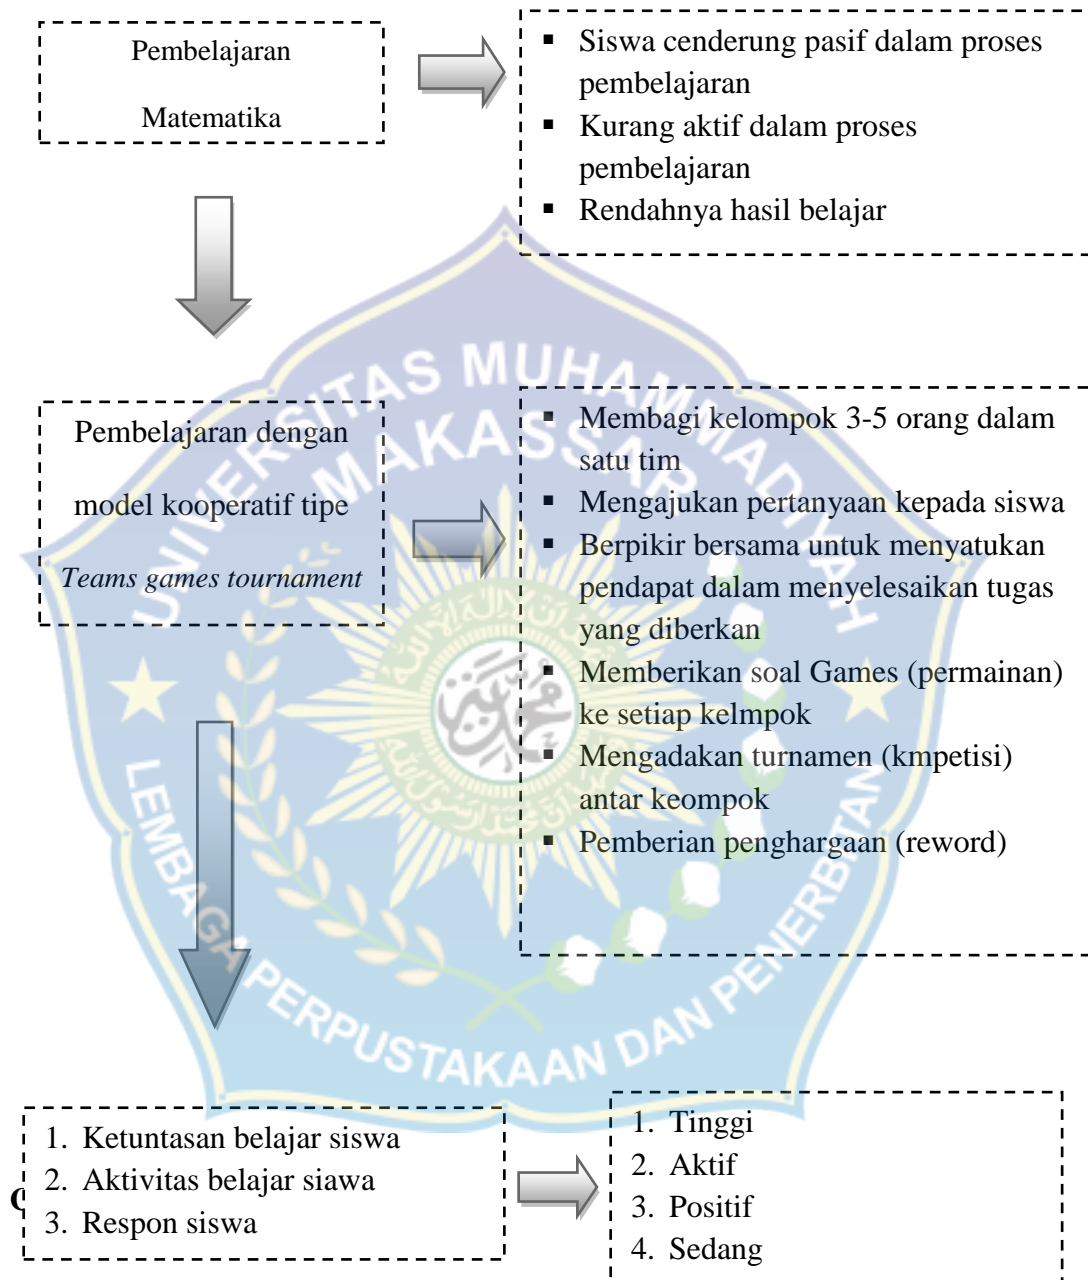 Pembelajaran
Matematika
▪ Siswa cenderung pasif dalam proses
pembelajaran
▪ Kurang aktif dalam proses
pembelajaran
▪ Rendahnya hasil belajar
UNIVERSITAS MUHAMMADIYAH
MAKASSAR
Pembelajaran dengan
model kooperatif tipe
Teams games tournament
▪ Membagi kelompok 3-5 orang dalam
satu tim
▪ Mengajukan pertanyaan kepada siswa
▪ Berpikir bersama untuk menyatukan
pendapat dalam menyelesaikan tugas
yang diberkan
▪ Memberikan soal Games (permainan)
ke setiap kelmpok
▪ Mengadakan turnamen (kmpetisi)
antar keompok
▪ Pemberian penghargaan (reword)
LEMBAGA PERPUSTAKAAN DAN PENERBITAN
1. Ketuntasan belajar siswa
2. Aktivitas belajar siawa
3. Respon siswa
1. Tinggi
2. Aktif
3. Positif
4. Sedang